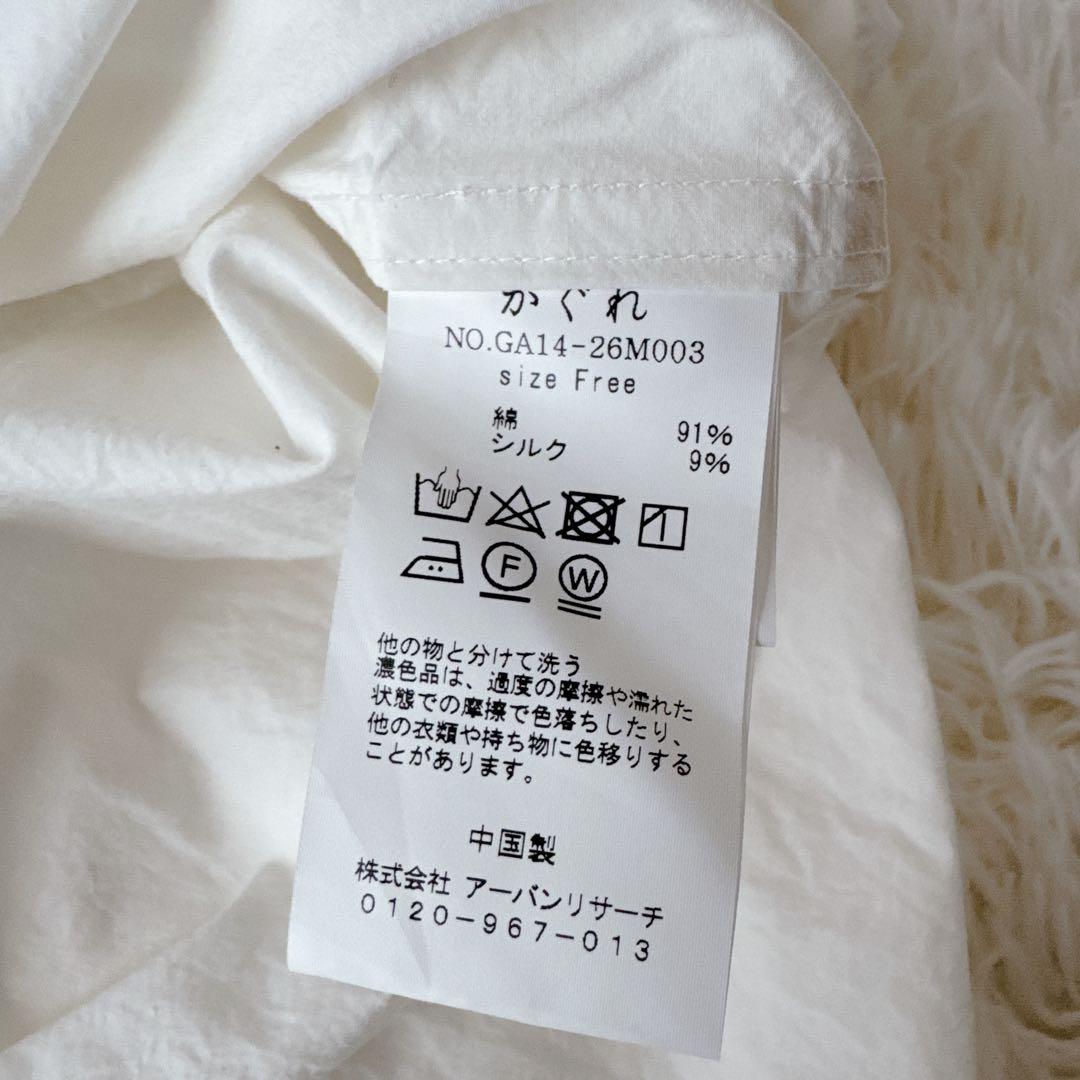 かぐれ
NO.GA14-26M003
size Free
綿 91%
シルク 9%
F W
他の物と分けて洗う
濃色品は、過度の摩擦や濡れた
状態での摩擦で色落ちしたり、
他の衣類や持ち物に色移りする
ことがあります。
中国製
株式会社 アーバンリサーチ
0120-967-013